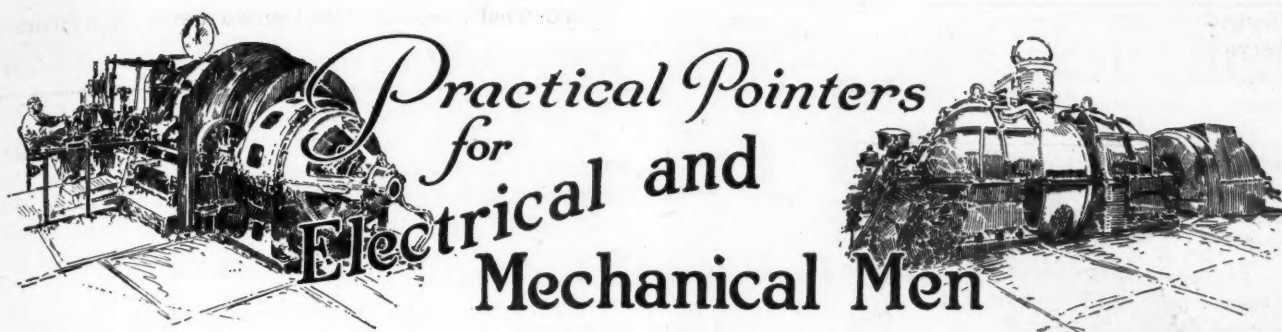 Practical Pointers
for
Electrical and
Mechanical Men